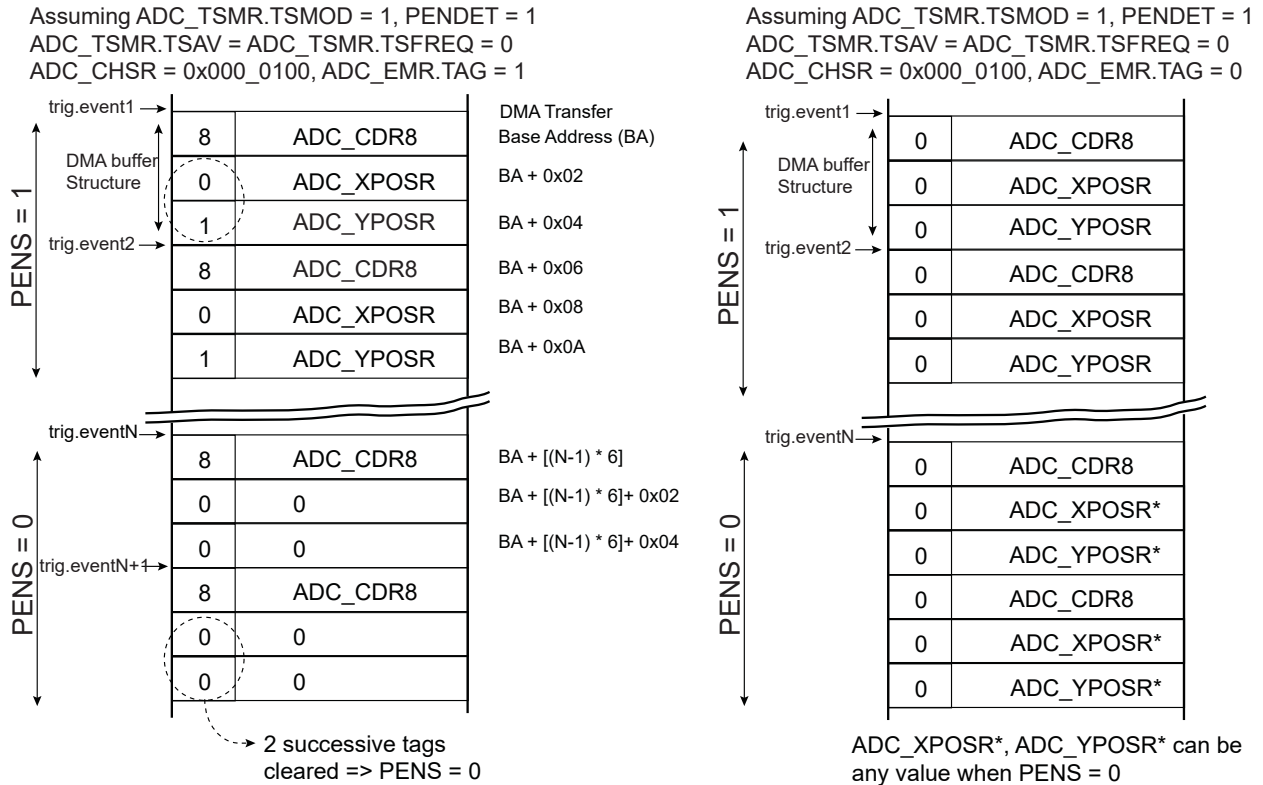 Assuming ADC_TSMR.TSMOD = 1, PENDET = 1
ADC_TSMR.TSAV = ADC_TSMR.TSFREQ = 0
ADC_CHSR = 0x000_0100, ADC_EMR.TAG = 1
trig.event1
DMA Transfer
8 ADC_CDR8 Base Address (BA)
DMA buffer
Structure
0 ADC_XPOSR BA + 0x02
1 ADC_YPOSR BA + 0x04
trig.event2
8 ADC_CDR8 BA + 0x06
0 ADC_XPOSR BA + 0x08
1 ADC_YPOSR BA + 0x0A
PENS = 1
trig.eventN
8 ADC_CDR8 BA + [(N-1) * 6]
0 0 BA + [(N-1) * 6]+ 0x02
0 0 BA + [(N-1) * 6]+ 0x04
trig.eventN+1
8 ADC_CDR8
0 0
0 0
PENS = 0
2 successive tags
cleared => PENS = 0
Assuming ADC_TSMR.TSMOD = 1, PENDET = 1
ADC_TSMR.TSAV = ADC_TSMR.TSFREQ = 0
ADC_CHSR = 0x000_0100, ADC_EMR.TAG = 0
trig.event1
0 ADC_CDR8
DMA buffer
Structure
0 ADC_XPOSR
0 ADC_YPOSR
trig.event2
0 ADC_CDR8
0 ADC_XPOSR
0 ADC_YPOSR
PENS = 1
trig.eventN
0 ADC_CDR8
0 ADC_XPOSR*
0 ADC_YPOSR*
0 ADC_CDR8
0 ADC_XPOSR*
0 ADC_YPOSR*
PENS = 0
ADC_XPOSR*, ADC_YPOSR* can be
any value when PENS = 0